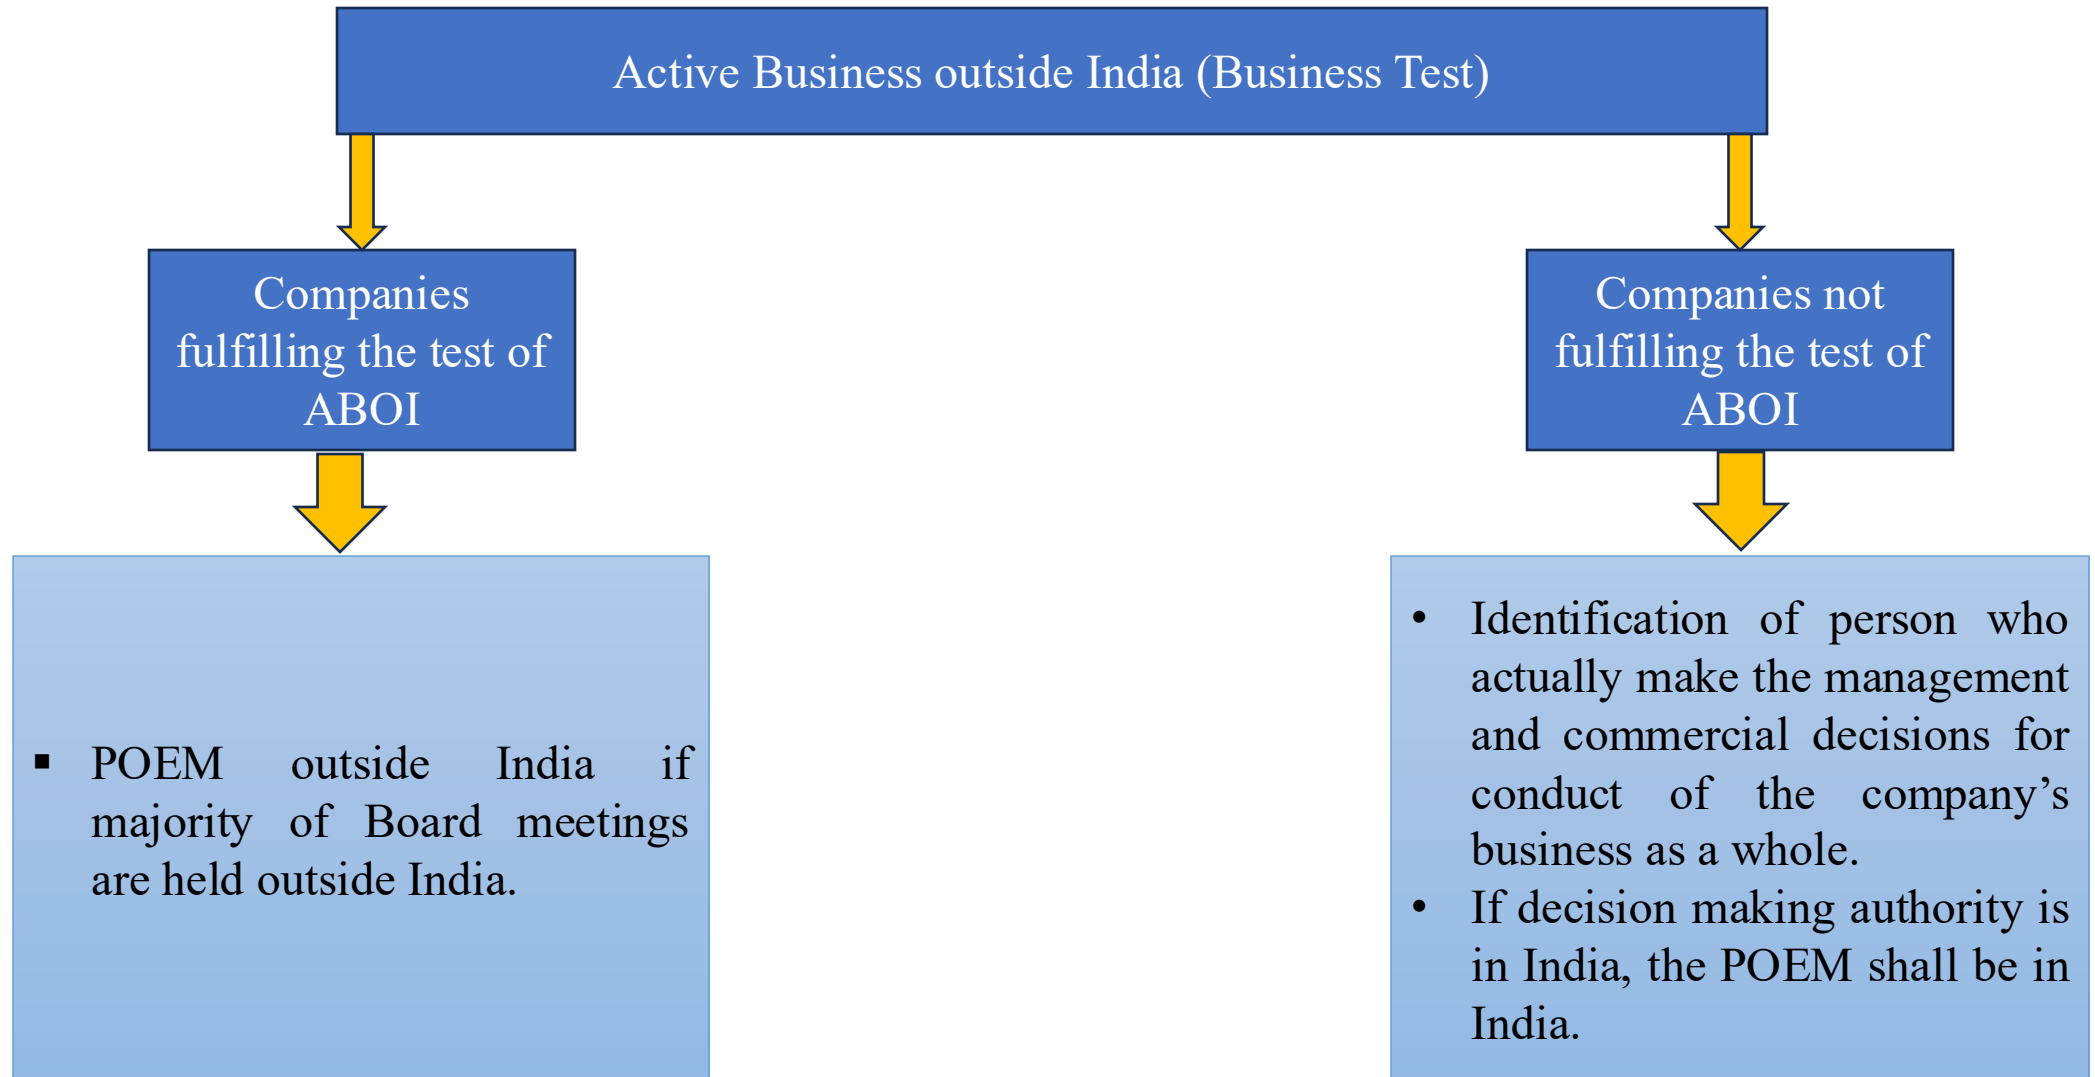 Active Business outside India (Business Test)
Companies
fulfilling the test of
ABOI
Companies not
fulfilling the test of
ABOI
▪ POEM outside India if
majority of Board meetings
are held outside India.
• Identification of person who
actually make the management
and commercial decisions for
conduct of the company’s
business as a whole.
• If decision making authority is
in India, the POEM shall be in
India.